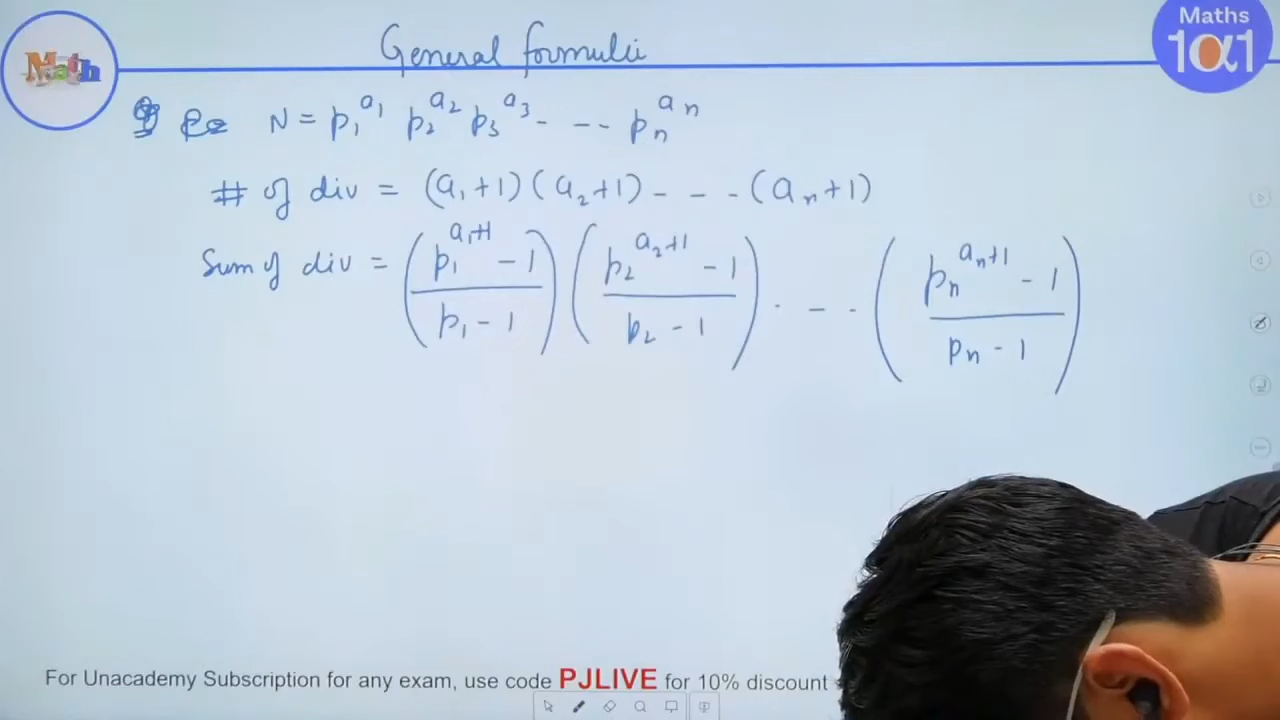 Math
Maths
1α1
General formulii
N = p₁^a₁ p₂^a₂ p₃^a₃ - -- pₙ^aₙ
# of div = (a₁+1)(a₂+1)- - -(aₙ+1)
Sum of div = ((p₁^(a₁+1) - 1)/(p₁ - 1)) ((p₂^(a₂+1) - 1)/(p₂ - 1)) . - . ((pₙ^(aₙ+1) - 1)/(pₙ - 1))
For Unacademy Subscription for any exam, use code PJLIVE for 10% discount